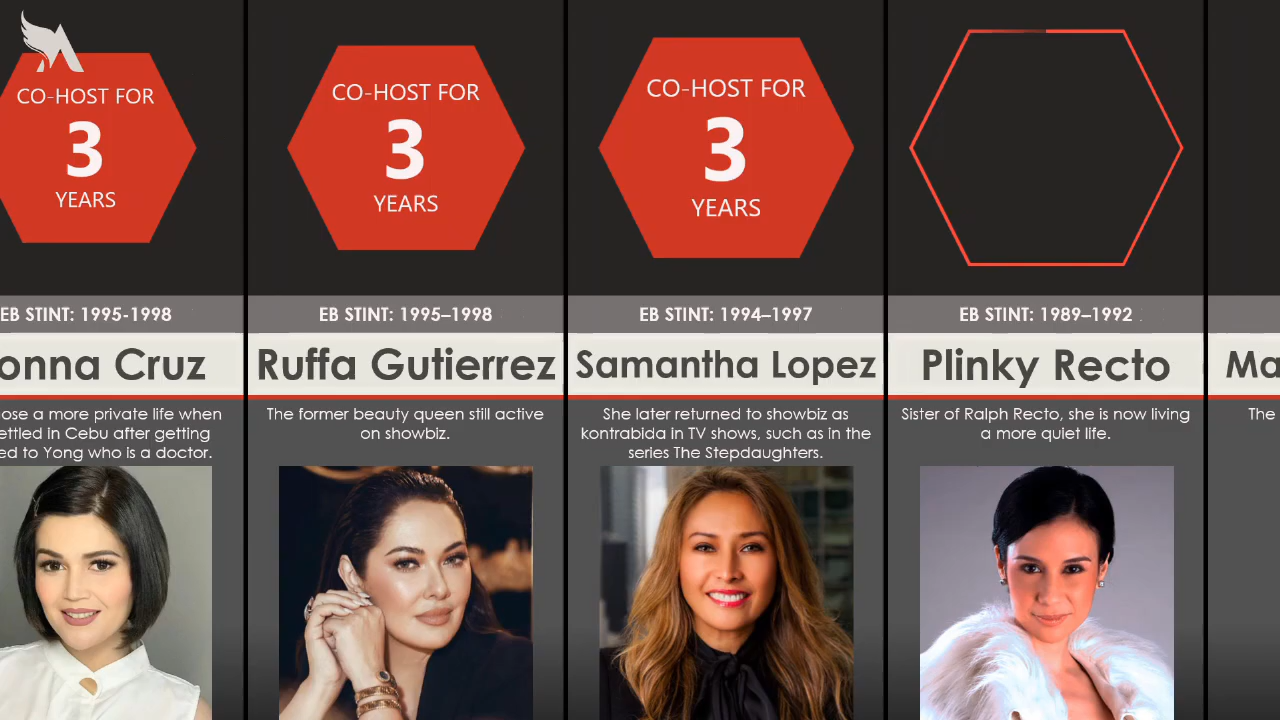 CO-HOST FOR
3
YEARS
EB STINT: 1995-1998
onna Cruz
ose a more private life when
ettled in Cebu after getting
ed to Yong who is a doctor.
CO-HOST FOR
3
YEARS
EB STINT: 1995–1998
Ruffa Gutierrez
The former beauty queen still active
on showbiz.
CO-HOST FOR
3
YEARS
EB STINT: 1994–1997
Samantha Lopez
She later returned to showbiz as
kontrabida in TV shows, such as in the
series The Stepdaughters.
EB STINT: 1989–1992
Plinky Recto
Sister of Ralph Recto, she is now living
a more quiet life.
Ma
The